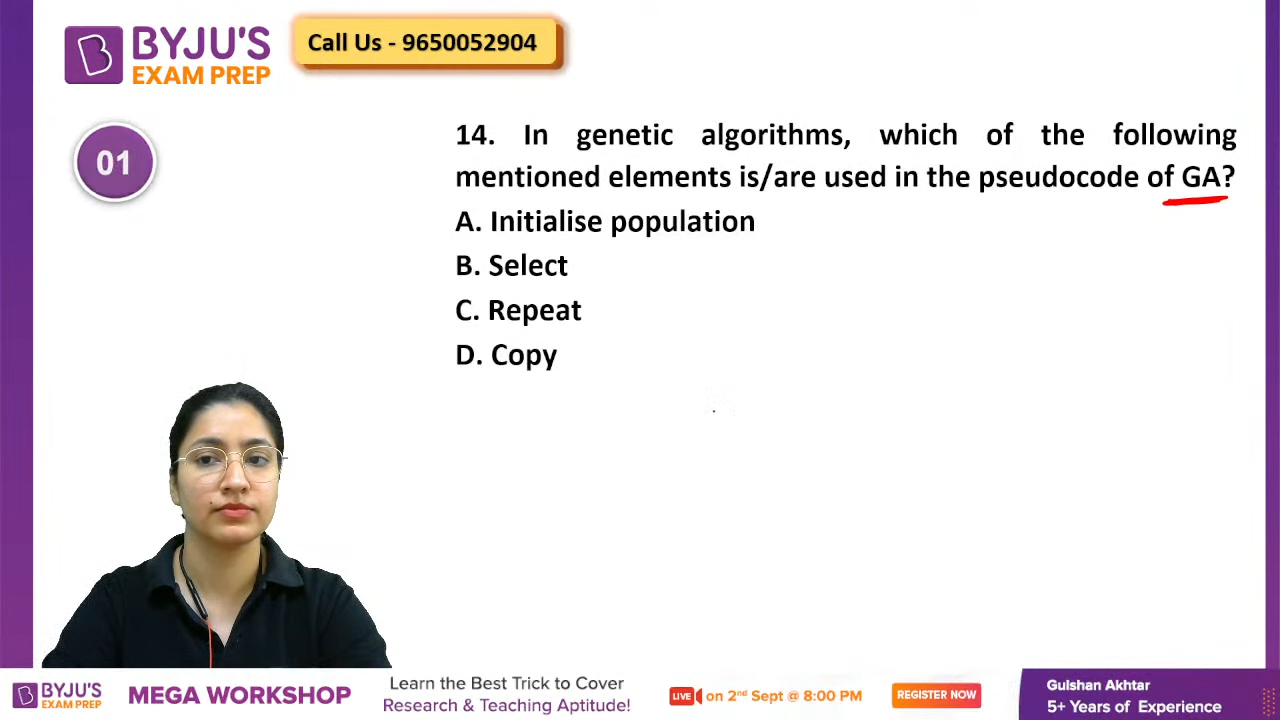 BYJU'S
EXAM PREP
Call Us - 9650052904
01
14. In genetic algorithms, which of the following
mentioned elements is/are used in the pseudocode of GA?
A. Initialise population
B. Select
C. Repeat
D. Copy
BYJU'S
EXAM PREP
MEGA WORKSHOP
Learn the Best Trick to Cover
Research & Teaching Aptitude!
LIVE on 2nd Sept @ 8:00 PM
REGISTER NOW
Gulshan Akhtar
5+ Years of Experience